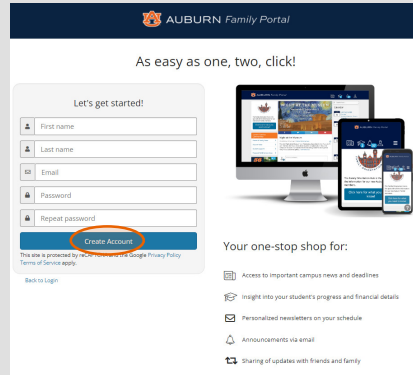 AUBURN Family Portal
As easy as one, two, click!
Let's get started!
First name
Last name
Email
Password
Repeat password
Create Account
This site is protected by reCAPTCHA and the Google Privacy Policy
Terms of Service apply.
Back to Login
Your one-stop shop for:
Access to important campus news and deadlines
Insight into your student's progress and financial details
Personalized newsletters on your schedule
Announcements via email
Sharing of updates with friends and family